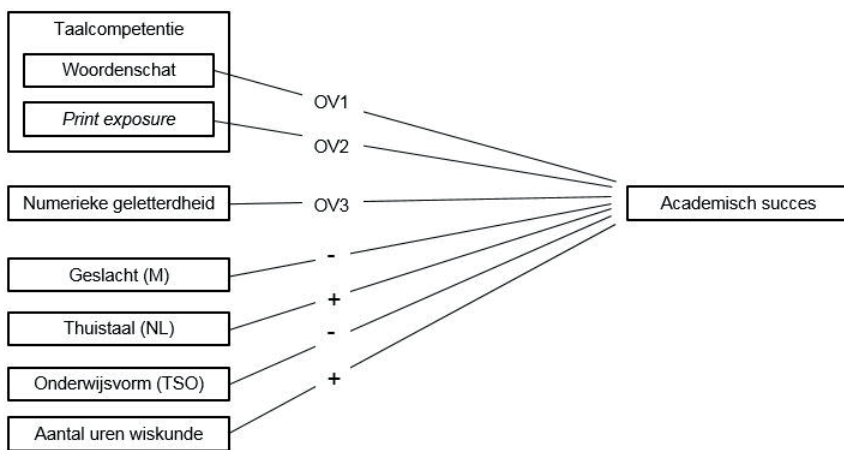 Taalcompetentie
Woordenschat
Print exposure
OV1
OV2
Numerieke geletterdheid
OV3
Academisch succes
Geslacht (M)
-
Thuistaal (NL)
+
Onderwijsvorm (TSO)
-
Aantal uren wiskunde
+